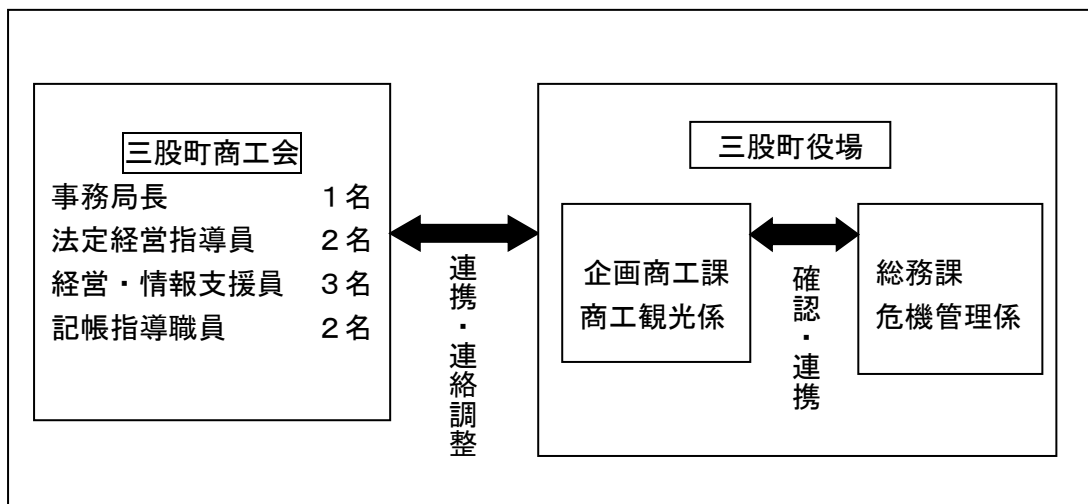 三股町商工会
事務局長 1名
法定経営指導員 2名
経営・情報支援員 3名
記帳指導職員 2名
連携・連絡調整
三股町役場
企画商工課
商工観光係
確認・連携
総務課
危機管理係